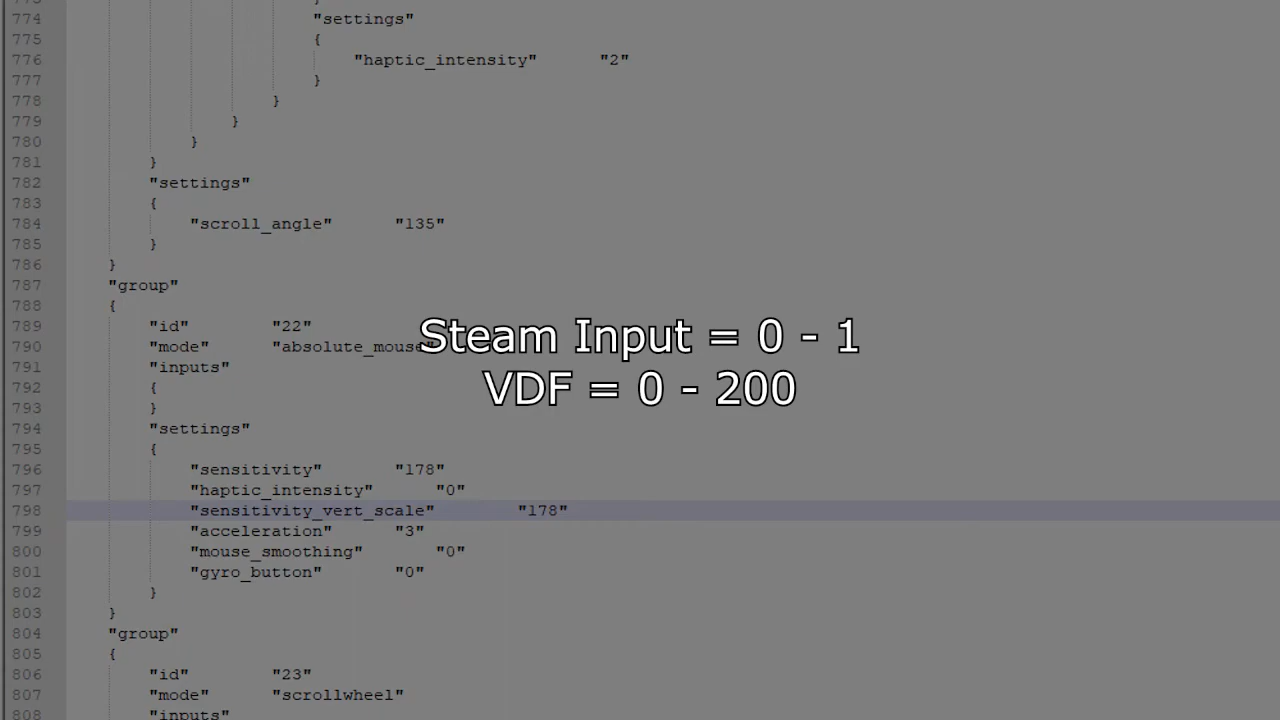 773 }
774 "settings"
775 {
776 "haptic_intensity" "2"
777 }
778 }
779 }
780 }
781 }
782 "settings"
783 {
784 "scroll_angle" "135"
785 }
786 }
787 "group"
788 {
789 "id" "22"
Steam Input = 0 - 1
790 "mode" "absolute_mouse"
791 "inputs"
VDF = 0 - 200
792 {
793 }
794 "settings"
795 {
796 "sensitivity" "178"
797 "haptic_intensity" "0"
798 "sensitivity_vert_scale" "178"
799 "acceleration" "3"
800 "mouse_smoothing" "0"
801 "gyro_button" "0"
802 }
803 }
804 "group"
805 {
806 "id" "23"
807 "mode" "scrollwheel"
808 "inputs"